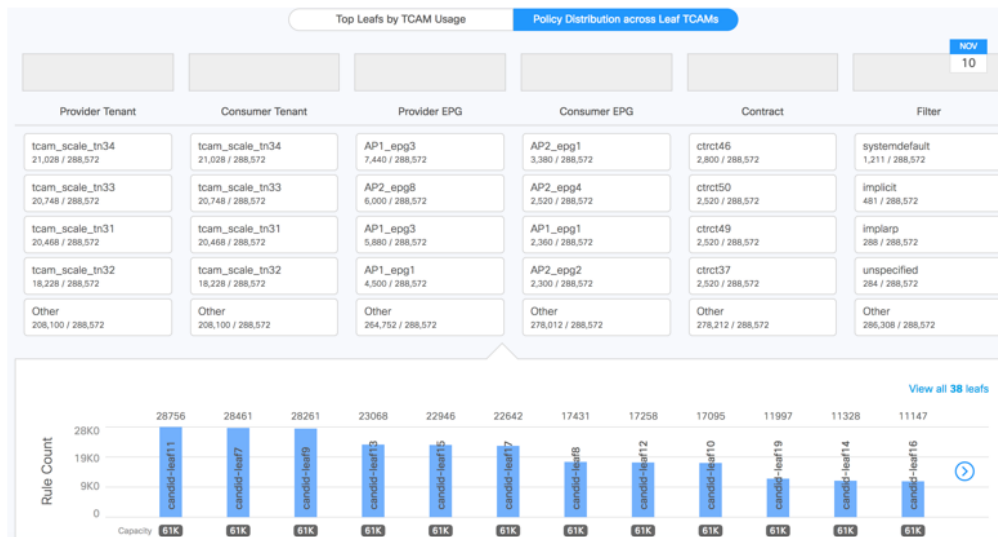 Top Leafs by TCAM Usage
Policy Distribution across Leaf TCAMs
NOV
10
Provider Tenant
Consumer Tenant
Provider EPG
Consumer EPG
Contract
Filter
tcam_scale_tn34
21,028 / 288,572
tcam_scale_tn34
21,028 / 288,572
AP1_epg3
7,440 / 288,572
AP2_epg1
3,380 / 288,572
ctrct46
2,800 / 288,572
systemdefault
1,211 / 288,572
tcam_scale_tn33
20,748 / 288,572
tcam_scale_tn33
20,748 / 288,572
AP2_epg8
6,000 / 288,572
AP2_epg4
2,520 / 288,572
ctrct50
2,520 / 288,572
implicit
481 / 288,572
tcam_scale_tn31
20,468 / 288,572
tcam_scale_tn31
20,468 / 288,572
AP1_epg3
5,880 / 288,572
AP1_epg1
2,360 / 288,572
ctrct49
2,520 / 288,572
implarp
288 / 288,572
tcam_scale_tn32
18,228 / 288,572
tcam_scale_tn32
18,228 / 288,572
AP1_epg1
4,500 / 288,572
AP2_epg2
2,300 / 288,572
ctrct37
2,520 / 288,572
unspecified
284 / 288,572
Other
208,100 / 288,572
Other
208,100 / 288,572
Other
264,752 / 288,572
Other
278,012 / 288,572
Other
278,212 / 288,572
Other
286,308 / 288,572
View all 38 leafs
28756
28461
28261
23068
22946
22642
17431
17258
17095
11997
11328
11147
Rule Count
28K0
19K0
9K0
0
candid-leaf11
candid-leaf7
candid-leaf9
candid-leaf13
candid-leaf15
candid-leaf17
candid-leaf8
candid-leaf12
candid-leaf10
candid-leaf19
candid-leaf14
candid-leaf16
Capacity
61K
61K
61K
61K
61K
61K
61K
61K
61K
61K
61K
61K